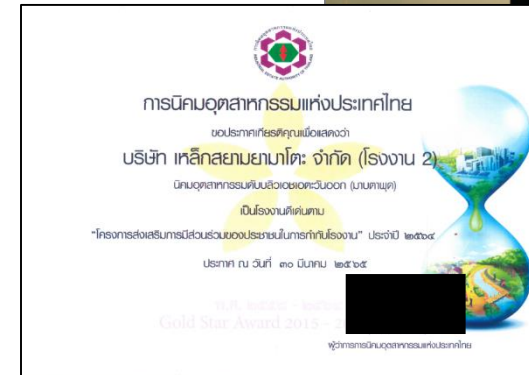 การนิคมอุตสาหกรรมแห่งประเทศไทย
ขอประกาศเกียรติคุณเพื่อแสดงว่า
บริษัท เหล็กสยามยามาโตะ จำกัด (โรงงาน 2)
นิคมอุตสาหกรรมดับบลิวเอชเอตะวันออก (มาบตาพุด)
เป็นโรงงานดีเด่นตาม
"โครงการส่งเสริมการมีส่วนร่วมของประชาชนในการกำกับโรงงาน" ประจำปี ๒๕๖๔
ประกาศ ณ วันที่ ๓๐ มีนาคม ๒๕๖๕
Gold Star Award 2015 -
ผู้ว่าการการนิคมอุตสาหกรรมแห่งประเทศไทย